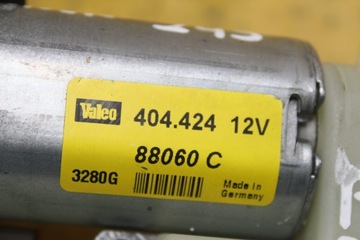 Valeo 404.424 12V
88060 C
3280G Made in
Germany